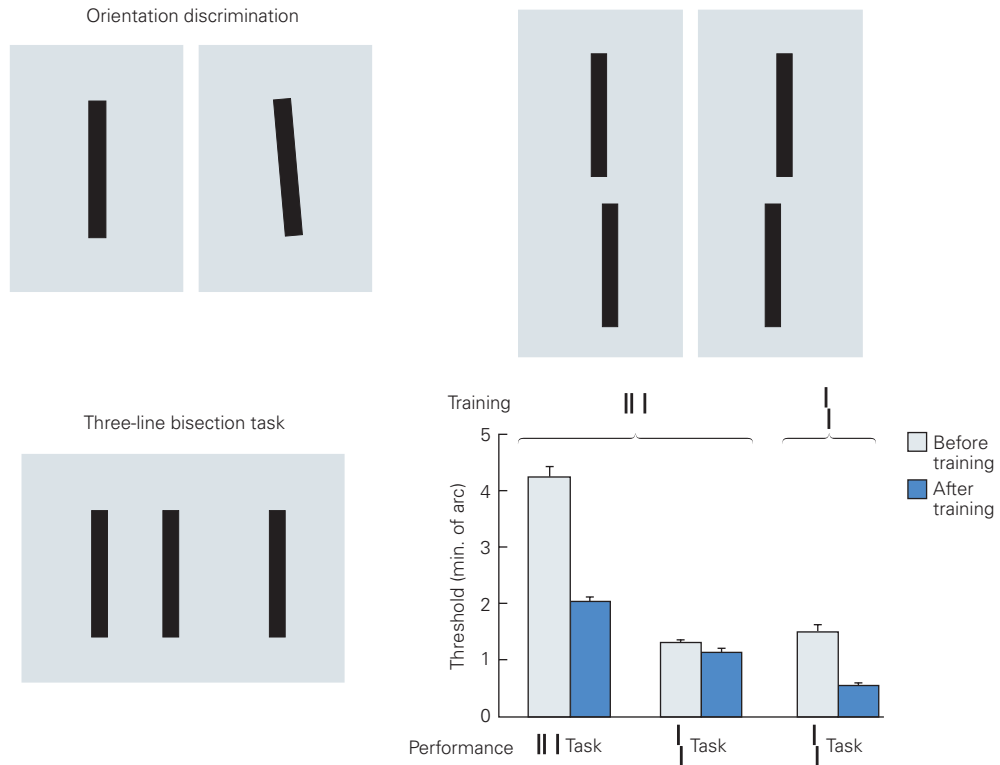 Orientation discrimination
Three-line bisection task
Training
5
4
3
2
1
0
Threshold (min. of arc)
Before
training
After
training
Performance
Task
Task
Task